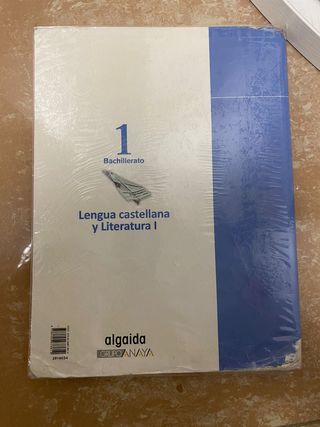 1
Bachillerato
Lengua castellana
y Literatura I
algaida
GRUPO ANAYA